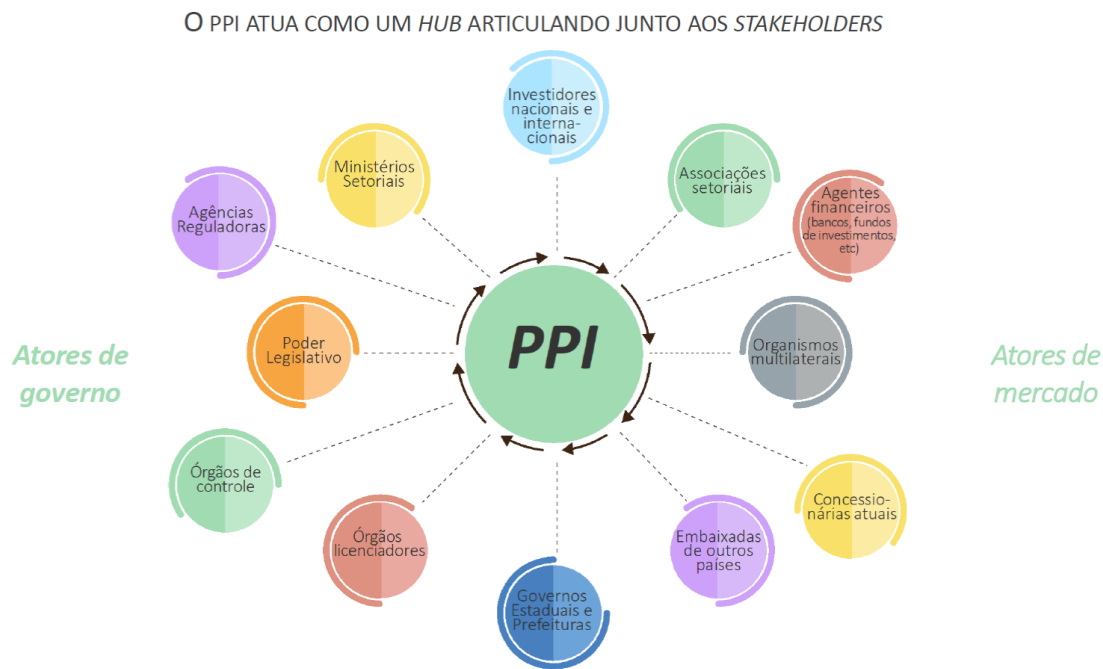 O PPI ATUA COMO UM HUB ARTICULANDO JUNTO AOS STAKEHOLDERS
Investidores
nacionais e
interna-
cionais
Ministérios
Setoriais
Associações
setoriais
Agências
Reguladoras
Agentes
financeiros
(bancos, fundos
de investimentos,
etc)
Atores de
governo
Poder
Legislativo
PPI
Organismos
multilaterais
Atores de
mercado
Órgãos de
controle
Concessio-
nárias atuais
Órgãos
licenciadores
Embaixadas
de outros
países
Governos
Estaduais e
Prefeituras